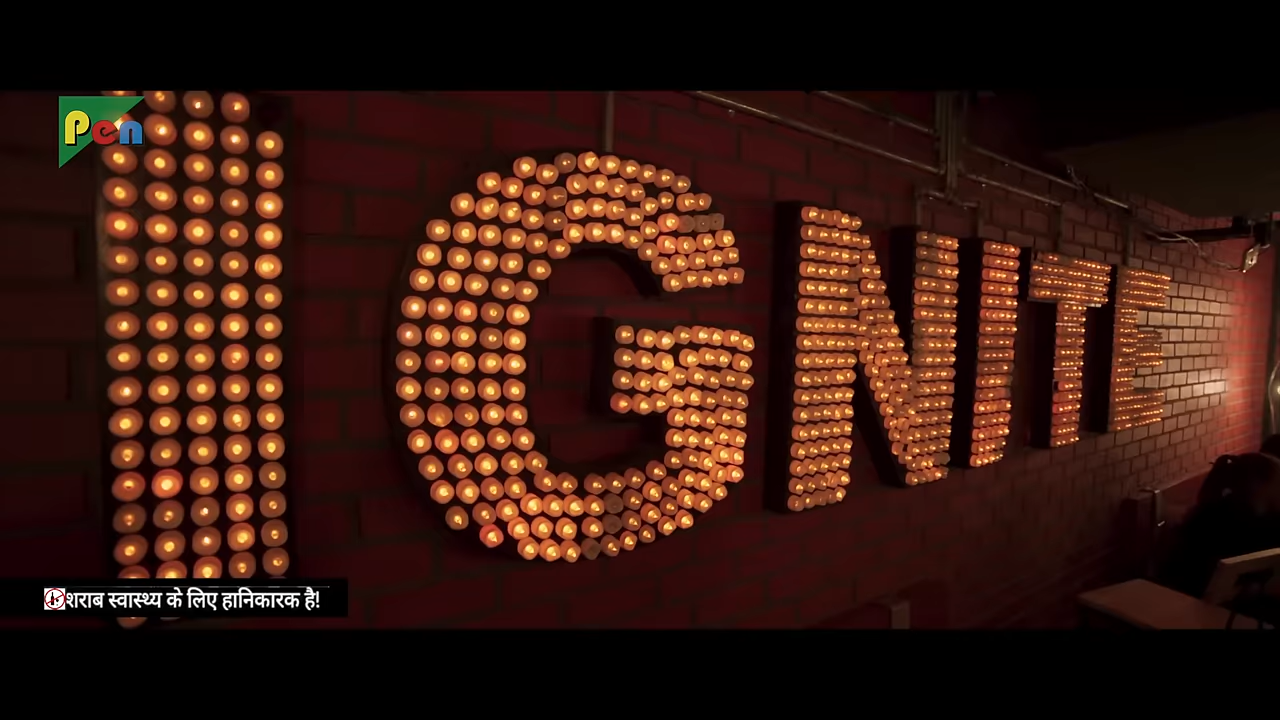 Pen
IGNITE
शराब स्वास्थ्य के लिए हानिकारक है!